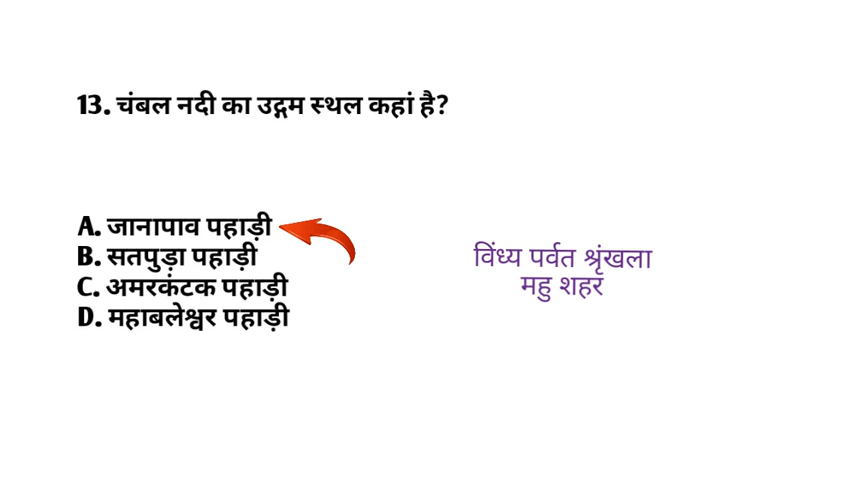 13. चंबल नदी का उद्गम स्थल कहां है?
A. जानापाव पहाड़ी
B. सतपुड़ा पहाड़ी
C. अमरकंटक पहाड़ी
D. महाबलेश्वर पहाड़ी
विंध्य पर्वत श्रृंखला
महु शहर